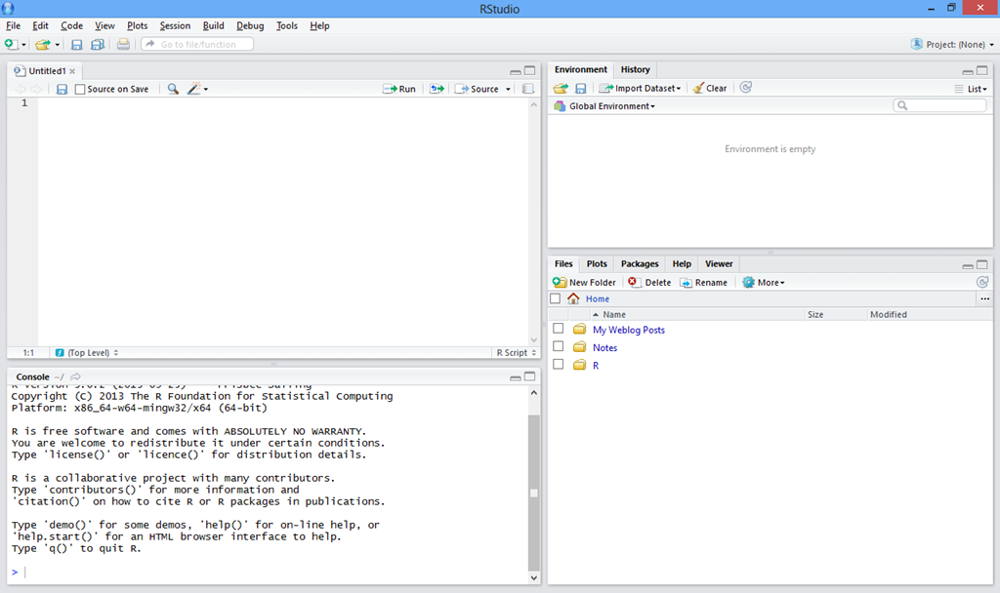 RStudio
File Edit Code View Plots Session Build Debug Tools Help
Go to file/function
Project: (None)
Untitled1
Source on Save
Run
Source
1
1:1
(Top Level)
R Script
Console ~/
Copyright (C) 2013 The R Foundation for Statistical Computing
Platform: x86_64-w64-mingw32/x64 (64-bit)
R is free software and comes with ABSOLUTELY NO WARRANTY.
You are welcome to redistribute it under certain conditions.
Type 'license()' or 'licence()' for distribution details.
R is a collaborative project with many contributors.
Type 'contributors()' for more information and
'citation()' on how to cite R or R packages in publications.
Type 'demo()' for some demos, 'help()' for on-line help, or
'help.start()' for an HTML browser interface to help.
Type 'q()' to quit R.
>
Environment History
Import Dataset Clear
List
Global Environment
Environment is empty
Files Plots Packages Help Viewer
New Folder Delete Rename More
Home
...
Name Size Modified
My Weblog Posts
Notes
R